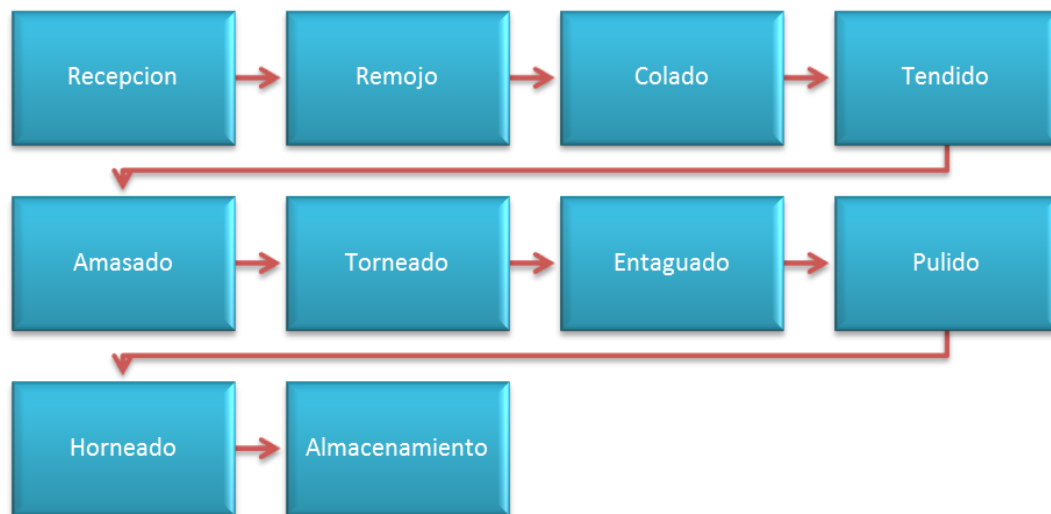 Recepcion
Remojo
Colado
Tendido
Amasado
Torneado
Entaguado
Pulido
Horneado
Almacenamiento